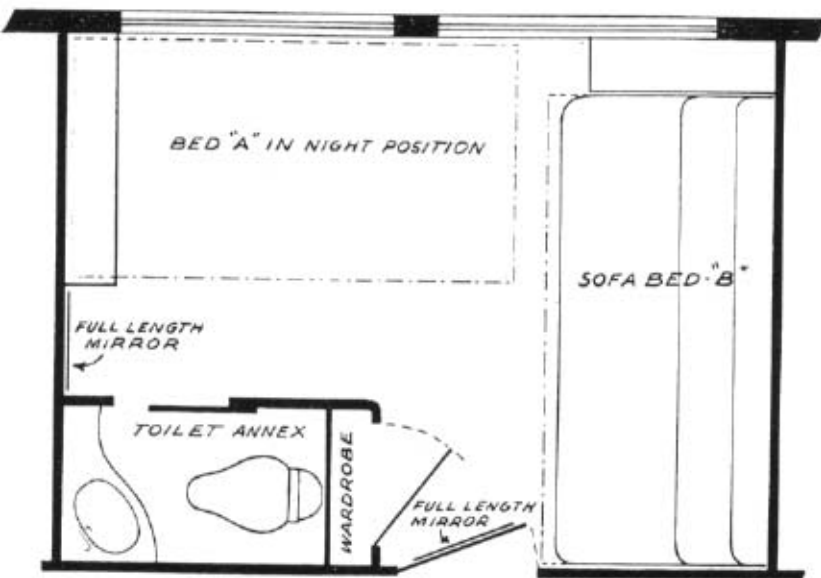 BED "A" IN NIGHT POSITION
SOFA BED-"B"
FULL LENGTH
MIRROR
TOILET ANNEX
WARDROBE
FULL LENGTH
MIRROR